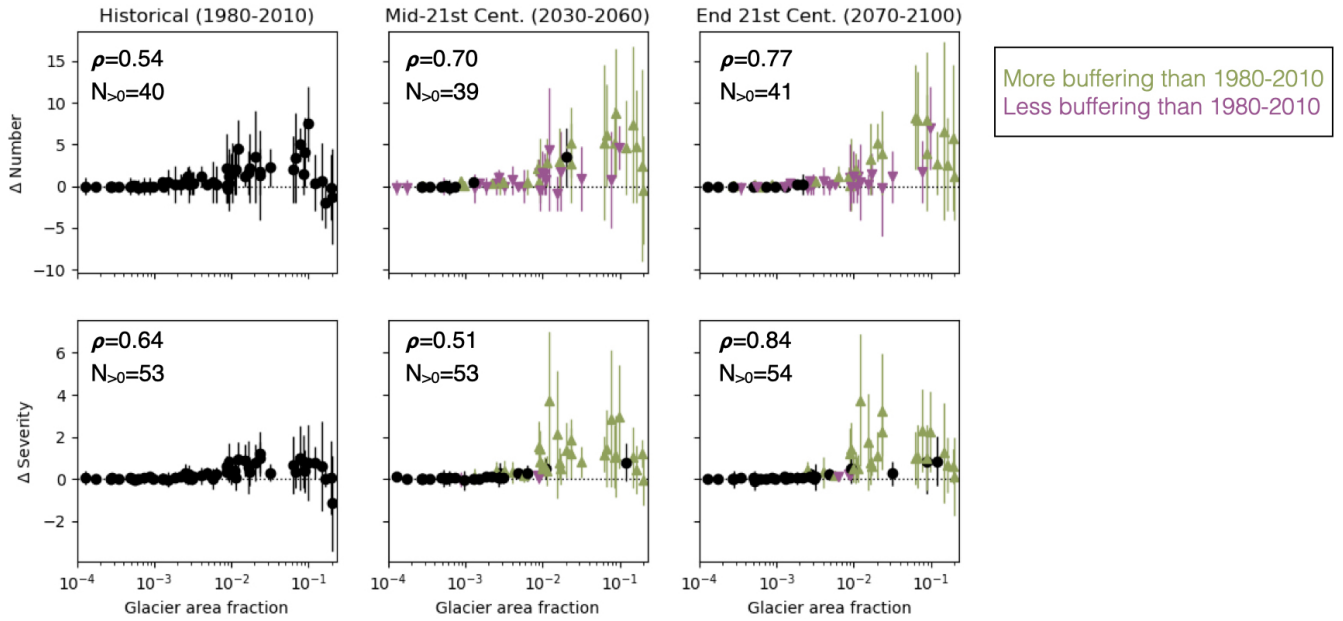 Historical (1980-2010)
Mid-21st Cent. (2030-2060)
End 21st Cent. (2070-2100)
Δ Number
15
10
5
0
−5
−10
ρ=0.54
N>0=40
ρ=0.70
N>0=39
ρ=0.77
N>0=41
More buffering than 1980-2010
Less buffering than 1980-2010
Δ Severity
6
4
2
0
−2
ρ=0.64
N>0=53
ρ=0.51
N>0=53
ρ=0.84
N>0=54
10⁻⁴ 10⁻³ 10⁻² 10⁻¹
10⁻⁴ 10⁻³ 10⁻² 10⁻¹
10⁻⁴ 10⁻³ 10⁻² 10⁻¹
Glacier area fraction
Glacier area fraction
Glacier area fraction